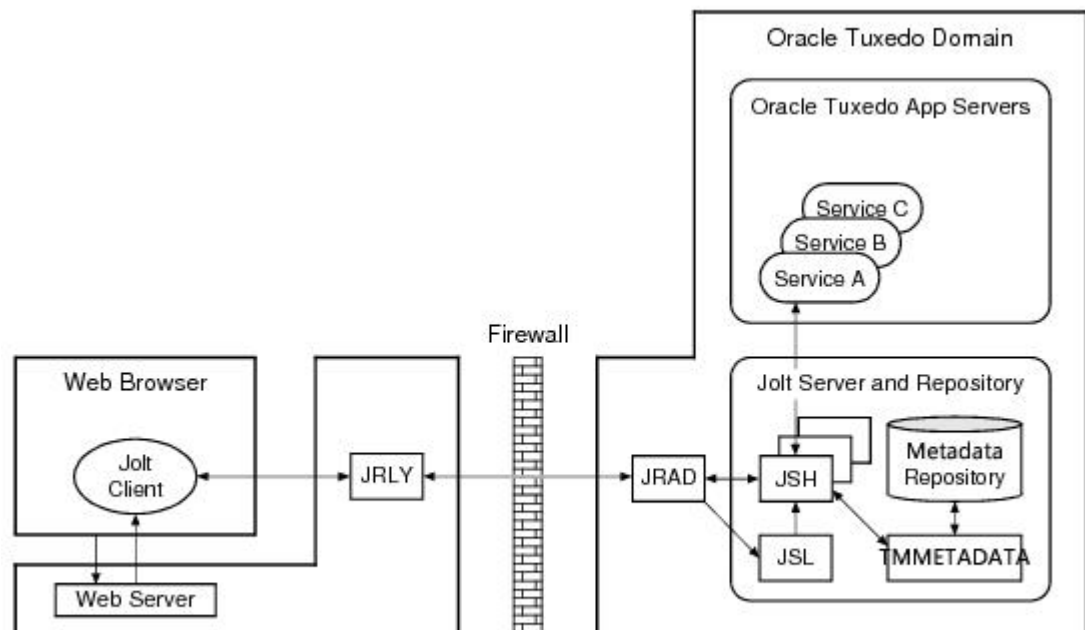 Oracle Tuxedo Domain
Oracle Tuxedo App Servers
Service C
Service B
Service A
Firewall
Web Browser
Jolt Server and Repository
Jolt
Client
JRLY
JRAD
JSH
Metadata
Repository
JSL
TMMETADATA
Web Server